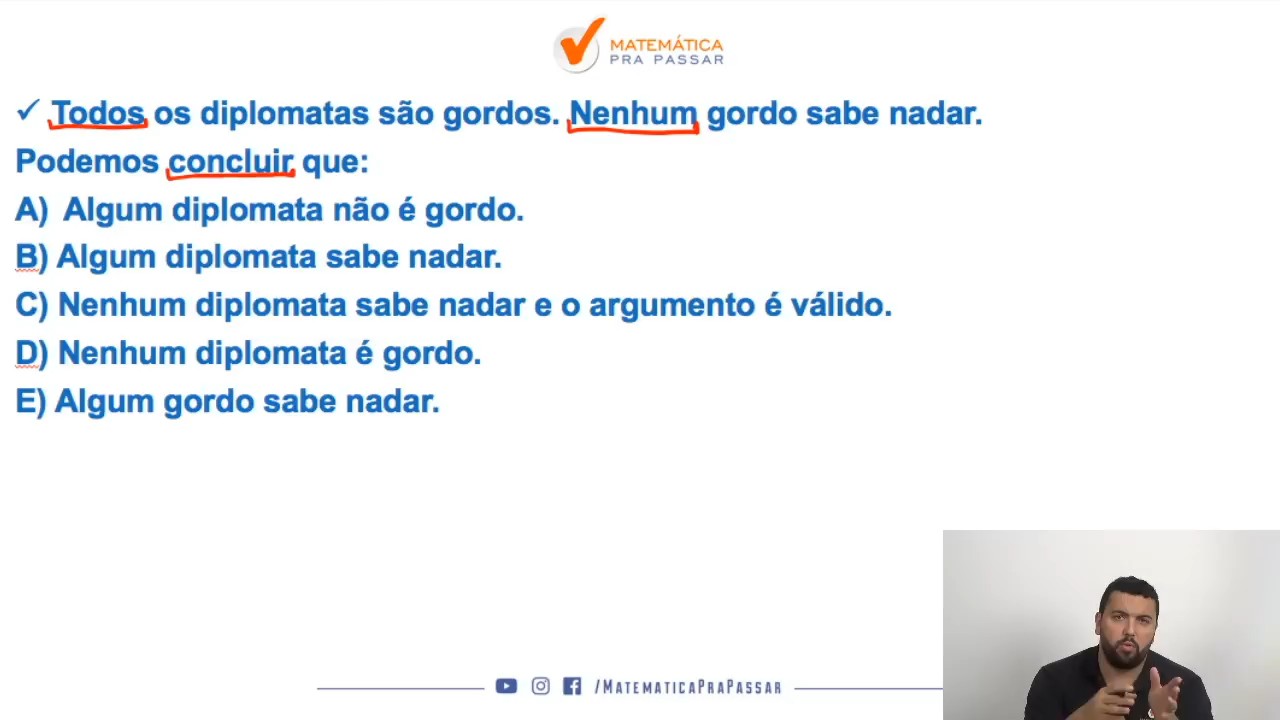 MATEMÁTICA
PRA PASSAR
✓ Todos os diplomatas são gordos. Nenhum gordo sabe nadar.
Podemos concluir que:
A) Algum diplomata não é gordo.
B) Algum diplomata sabe nadar.
C) Nenhum diplomata sabe nadar e o argumento é válido.
D) Nenhum diplomata é gordo.
E) Algum gordo sabe nadar.
/MATEMATICAPRAPASSAR